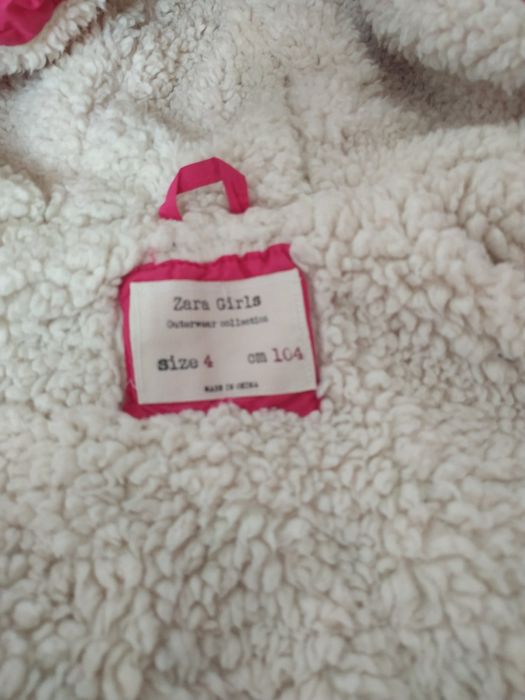 Zara Girls
Outerwear collection
size 4 cm 104
MADE IN CHINA